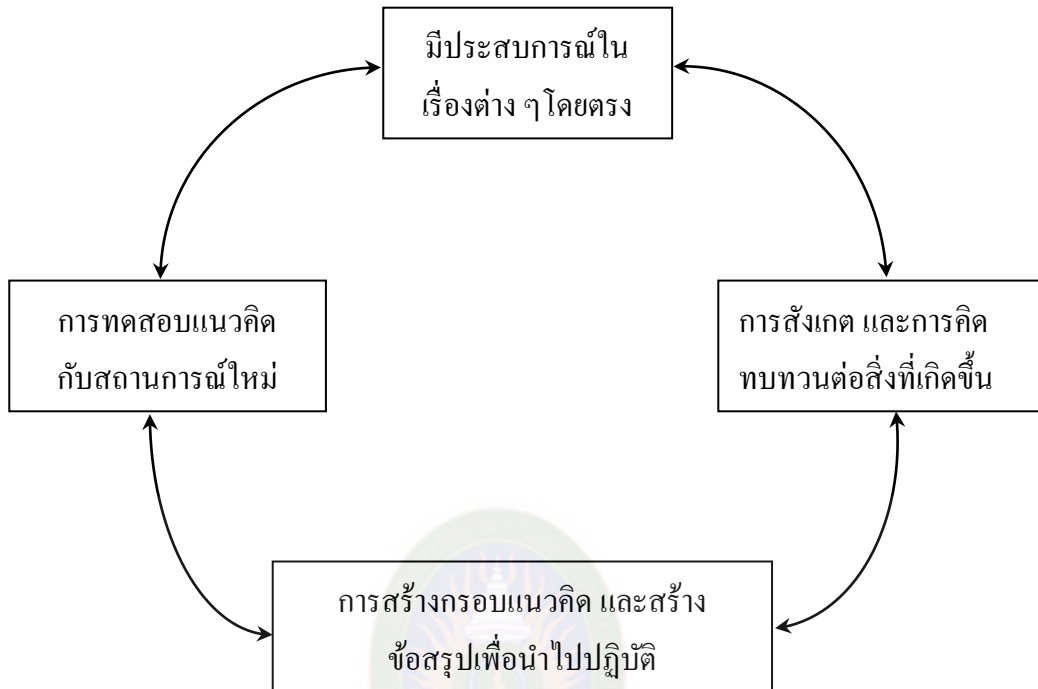 มีประสบการณ์ใน
เรื่องต่าง ๆ โดยตรง
การทดสอบแนวคิด
กับสถานการณ์ใหม่
การสังเกต และการคิด
ทบทวนต่อสิ่งที่เกิดขึ้น
การสร้างกรอบแนวคิด และสร้าง
ข้อสรุปเพื่อนำไปปฏิบัติ